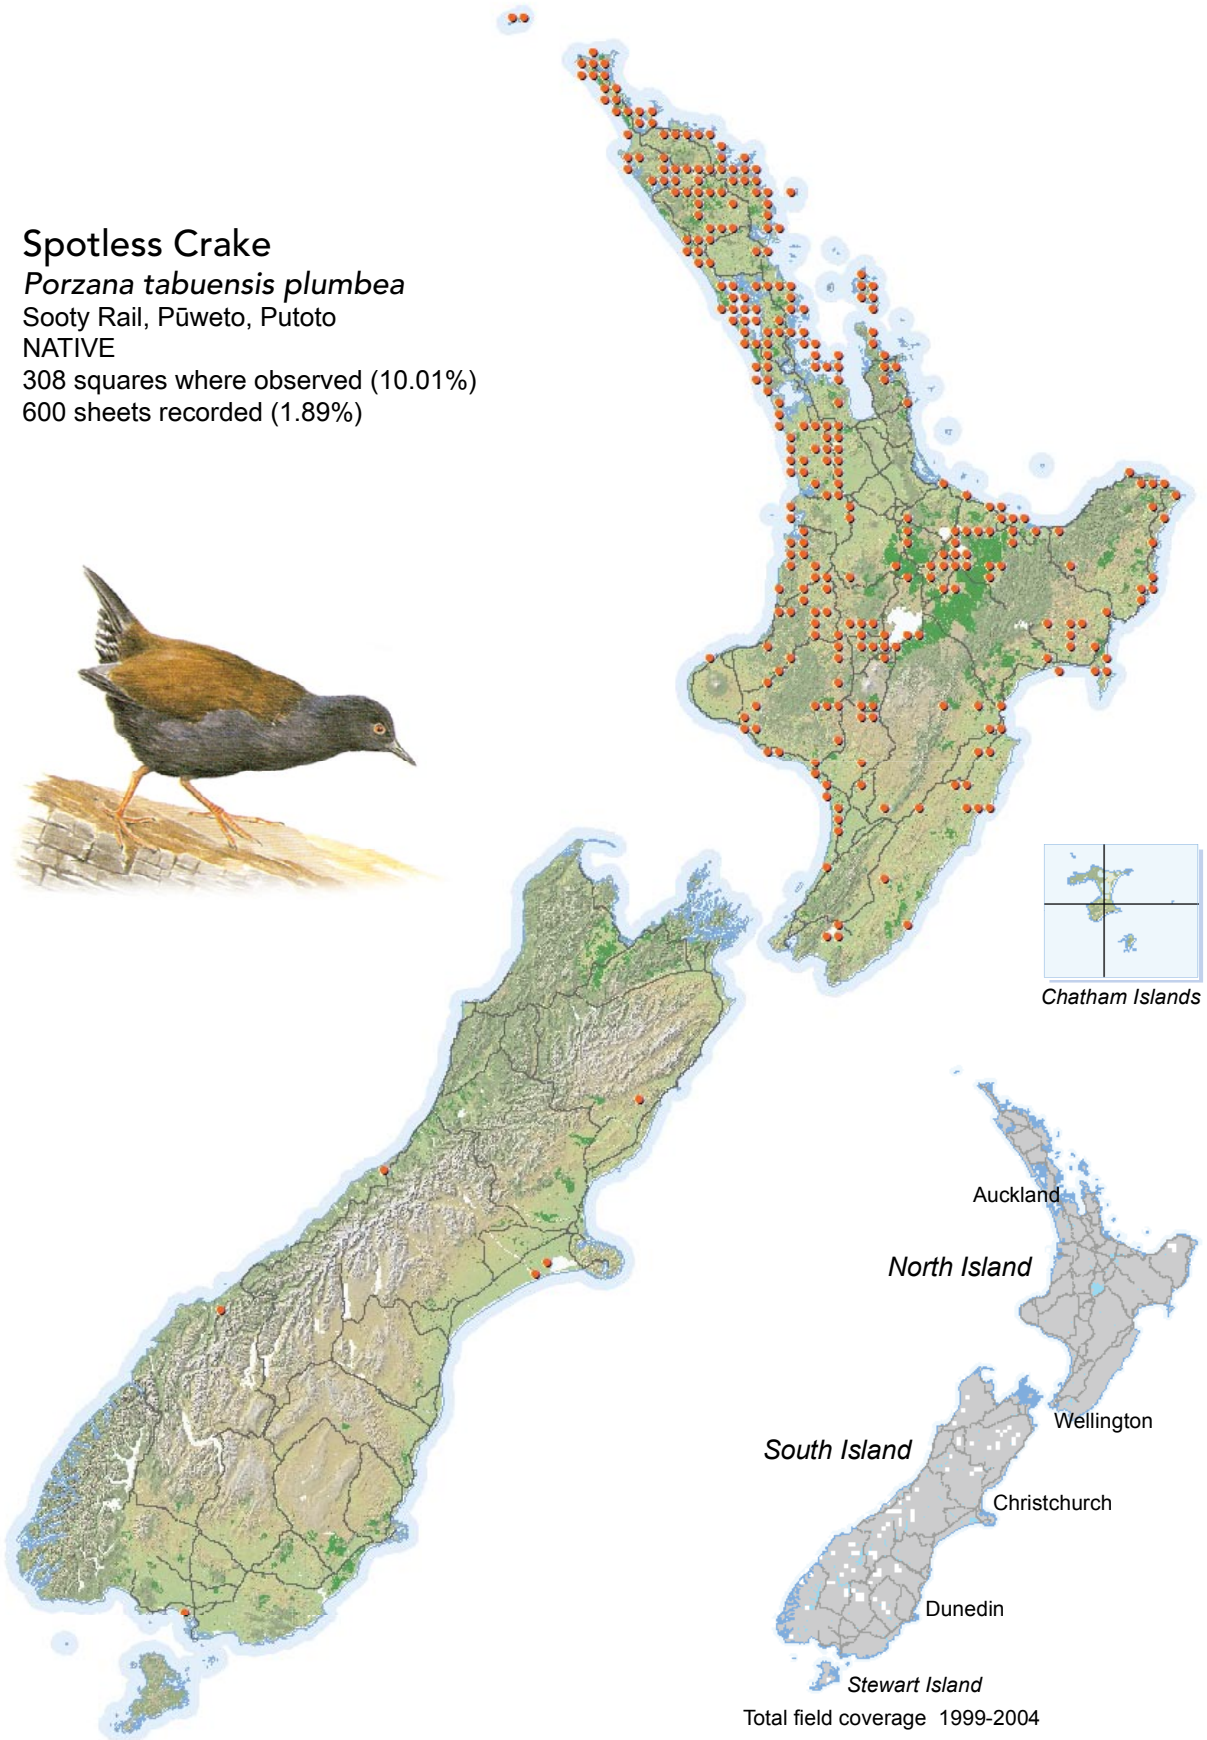 Spotless Crake
Porzana tabuensis plumbea
Sooty Rail, Pūweto, Putoto
NATIVE
308 squares where observed (10.01%)
600 sheets recorded (1.89%)
Chatham Islands
Auckland
North Island
Wellington
South Island
Christchurch
Dunedin
Stewart Island
Total field coverage 1999-2004